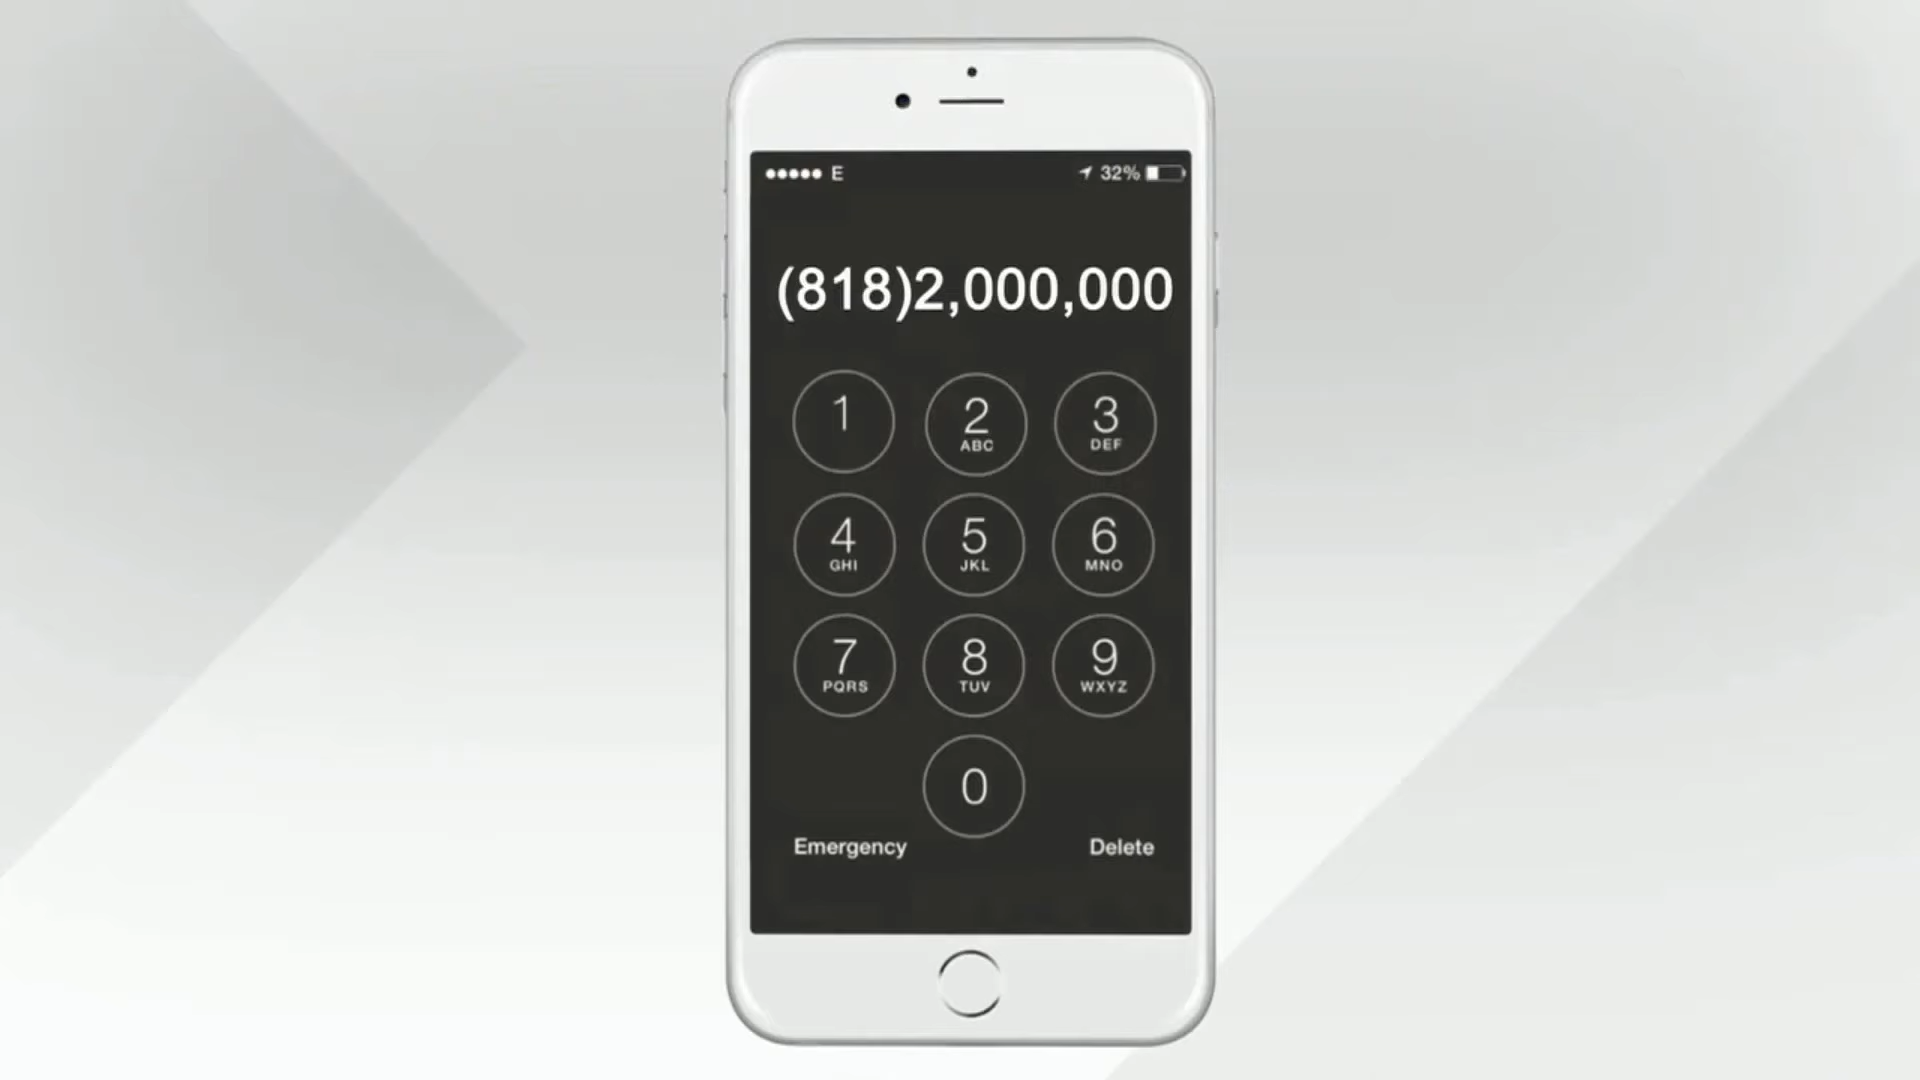 ●●●●● E 32%
(818)2,000,000
1 2 3
ABC DEF
4 5 6
GHI JKL MNO
7 8 9
PQRS TUV WXYZ
0
Emergency Delete